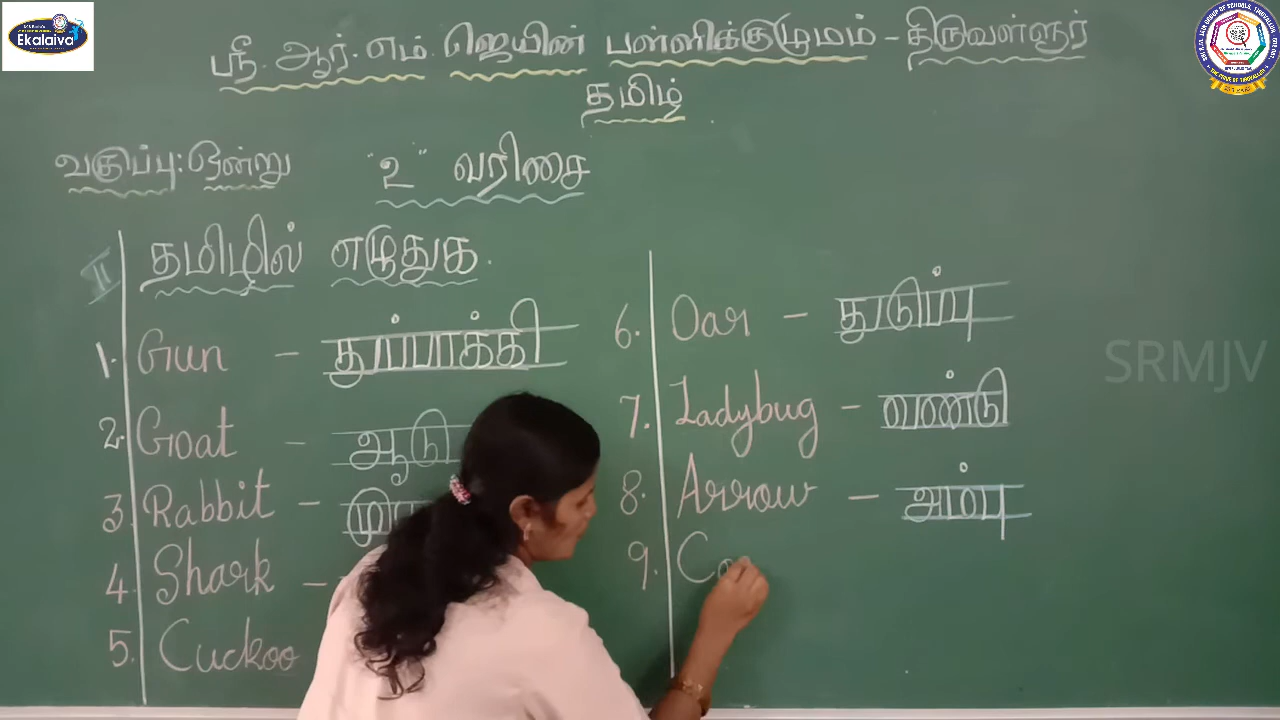 Ekalaiva
ஸ்ரீ. ஆர். எம். ஜெயின் பள்ளிக்குழுமம் - திருவள்ளூர்
தமிழ்
வகுப்பு: ஒன்று
"உ" வரிசை
II தமிழில் எழுதுக.
1. Gun - துப்பாக்கி
2. Goat - ஆடு
3. Rabbit -
4. Shark -
5. Cuckoo
6. Oar - துடுப்பு
7. Ladybug - வண்டு
8. Arrow - அம்பு
9. Co
SRMJV